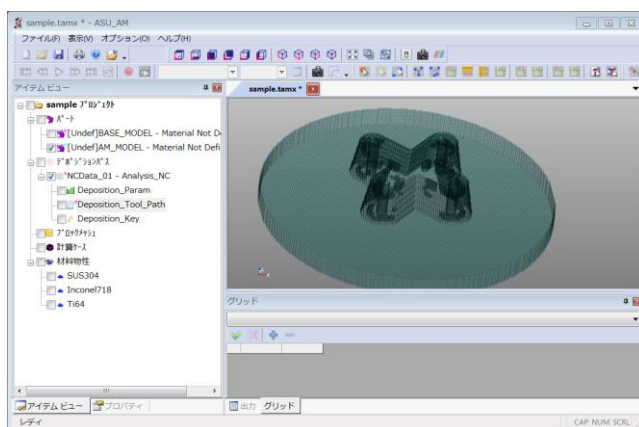 sample.tamx * - ASU_AM
ファイル(F) 表示(V) オプション(O) ヘルプ(H)
アイテム ビュー
sample.tamx *
sample プロジェクト
パート
[Undef]BASE_MODEL - Material Not D
[Undef]AM_MODEL - Material Not Defi
デポジションパス
*NCData_01 - Analysis_NC
Deposition_Param
*Deposition_Tool_Path
Deposition_Key
ブロックメッシュ
計算ケース
材料物性
SUS304
Inconel718
Ti64
グリッド
アイテム ビュー プロパティ
出力 グリッド
レディ
CAP NUM SCRL